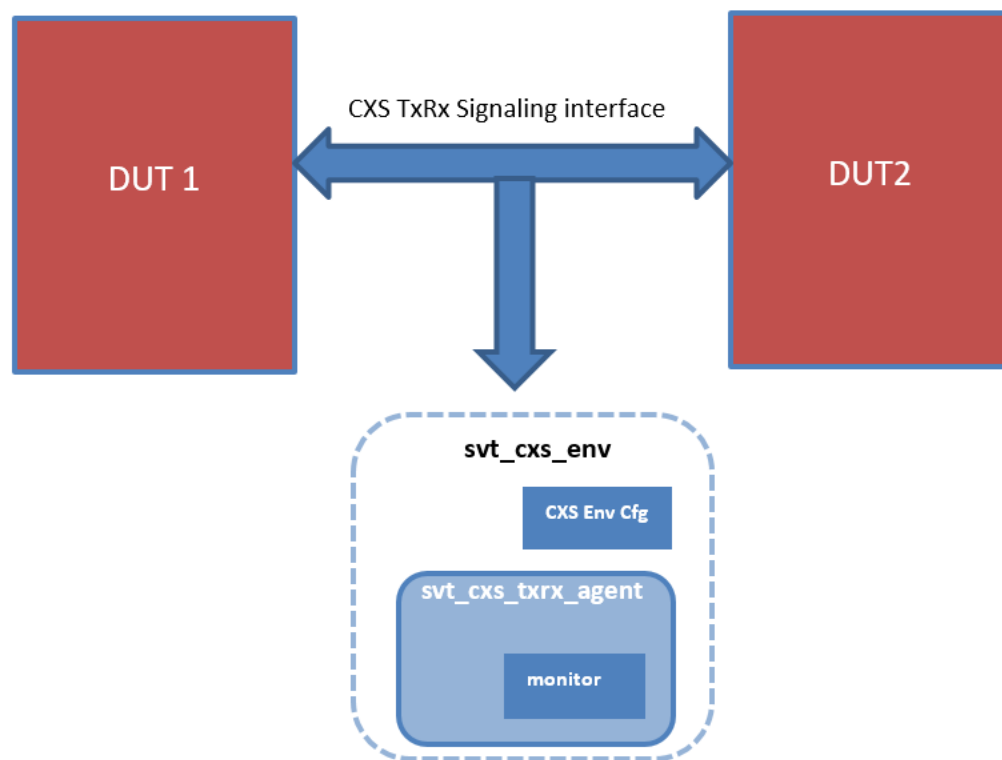 CXS TxRx Signaling interface
DUT 1
DUT2
svt_cxs_env
CXS Env Cfg
svt_cxs_txrx_agent
monitor